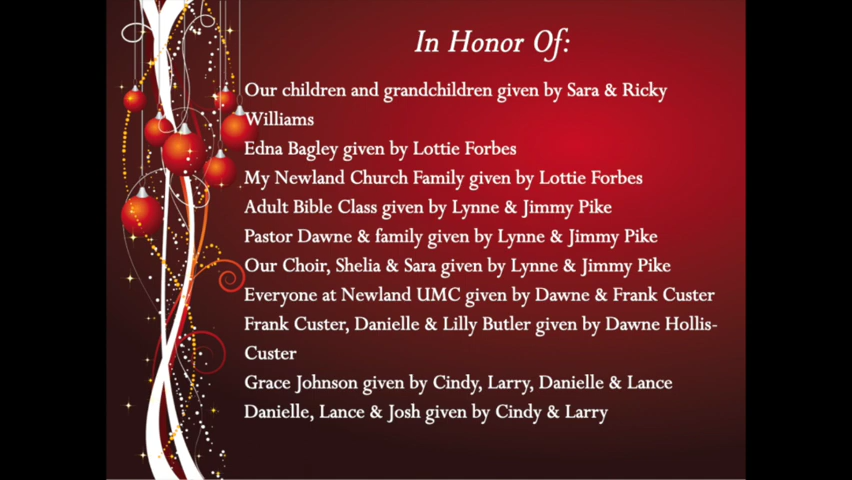 In Honor Of:
Our children and grandchildren given by Sara & Ricky
Williams
Edna Bagley given by Lottie Forbes
My Newland Church Family given by Lottie Forbes
Adult Bible Class given by Lynne & Jimmy Pike
Pastor Dawne & family given by Lynne & Jimmy Pike
Our Choir, Shelia & Sara given by Lynne & Jimmy Pike
Everyone at Newland UMC given by Dawne & Frank Custer
Frank Custer, Danielle & Lilly Butler given by Dawne Hollis-
Custer
Grace Johnson given by Cindy, Larry, Danielle & Lance
Danielle, Lance & Josh given by Cindy & Larry